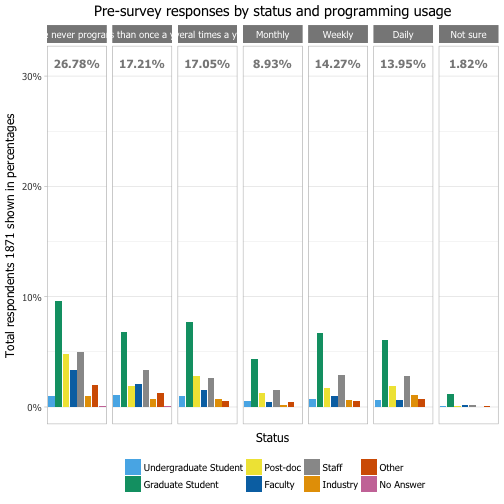 Pre-survey responses by status and programming usage
never program
than once a
times a
Monthly
Weekly
Daily
Not sure
26.78%
17.21%
17.05%
8.93%
14.27%
13.95%
1.82%
30%
20%
10%
0%
Total respondents 1871 shown in percentages
Status
Undergraduate Student
Post-doc
Staff
Other
Graduate Student
Faculty
Industry
No Answer